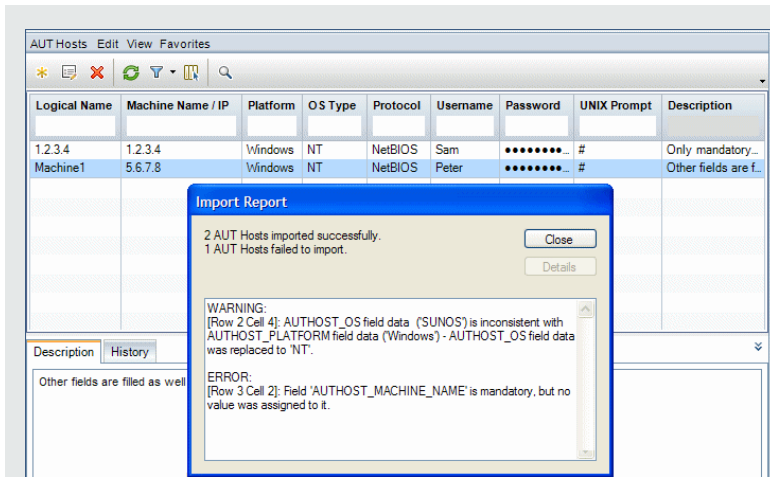 AUT Hosts Edit View Favorites
Logical Name Machine Name / IP Platform OS Type Protocol Username Password UNIX Prompt Description
1.2.3.4 1.2.3.4 Windows NT NetBIOS Sam ●●●●●●●●... # Only mandatory...
Machine1 5.6.7.8 Windows NT NetBIOS Peter ●●●●●●●●... # Other fields are f...
Import Report
2 AUT Hosts imported successfully.
1 AUT Hosts failed to import.
Close
Details
WARNING:
[Row 2 Cell 4]: AUTHOST_OS field data ('SUNOS') is inconsistent with
AUTHOST_PLATFORM field data ('Windows') - AUTHOST_OS field data
was replaced to 'NT'.
ERROR:
[Row 3 Cell 2]: Field 'AUTHOST_MACHINE_NAME' is mandatory, but no
value was assigned to it.
Description History
Other fields are filled as well